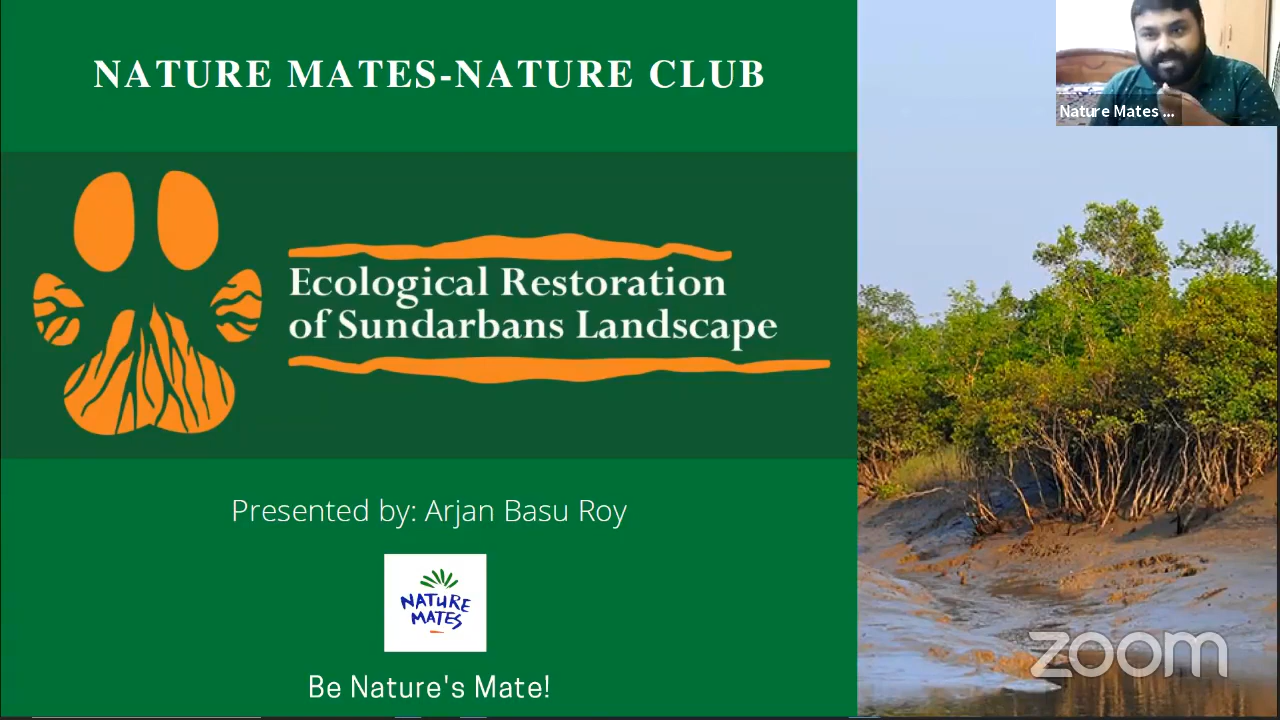 NATURE MATES-NATURE CLUB
Nature Mates ...
Ecological Restoration
of Sundarbans Landscape
Presented by: Arjan Basu Roy
NATURE
MATES
Be Nature's Mate!
zoom